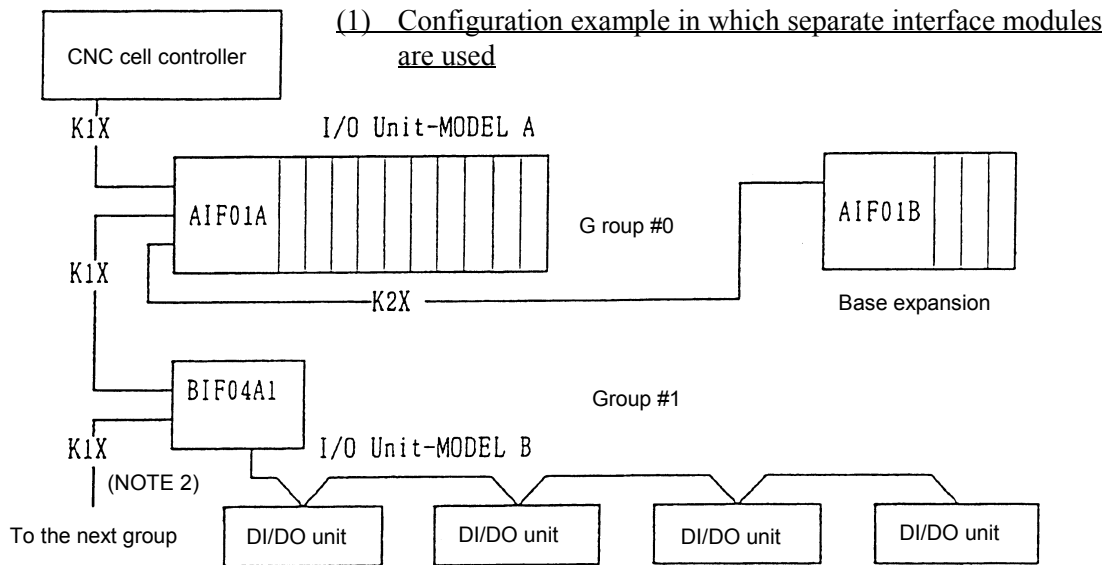 (1) Configuration example in which separate interface modules
are used
CNC cell controller
K1X
I/O Unit-MODEL A
AIF01A
G roup #0
AIF01B
K1X
K2X
Base expansion
BIF04A1
Group #1
K1X
I/O Unit-MODEL B
(NOTE 2)
To the next group
DI/DO unit
DI/DO unit
DI/DO unit
DI/DO unit